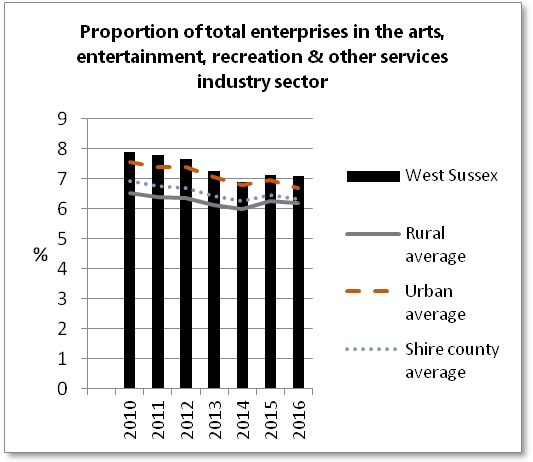 Proportion of total enterprises in the arts,
entertainment, recreation & other services
industry sector
9
8
7
6
5
4
3
2
1
0
%
2010
2011
2012
2013
2014
2015
2016
West Sussex
Rural
average
Urban
average
Shire county
average